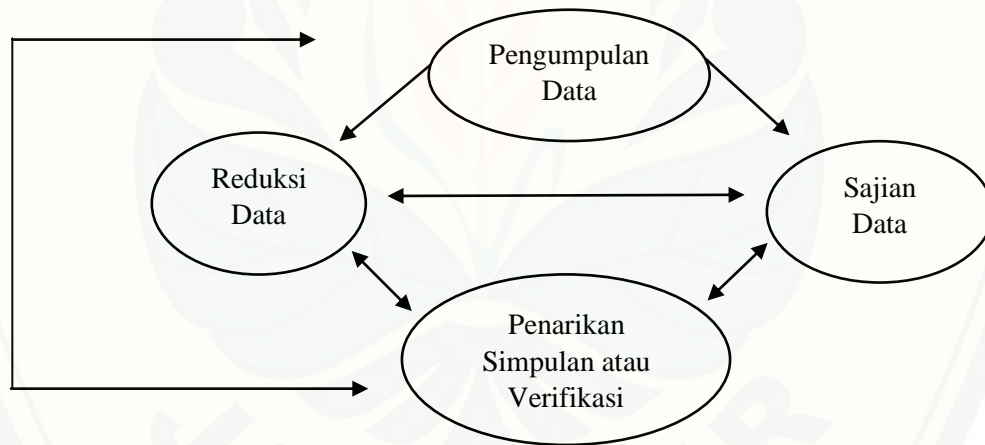 Pengumpulan
Data
Reduksi
Data
Sajian
Data
Penarikan
Simpulan atau
Verifikasi